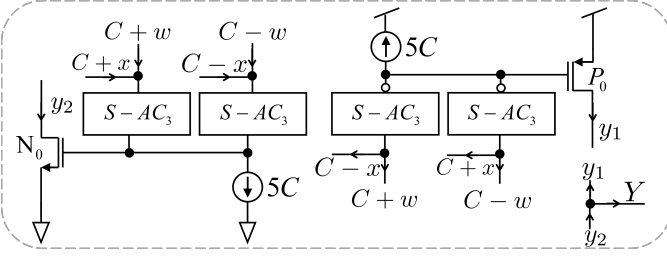 C + w C − w
C + x C − x 5C
y₂ S − AC₃ S − AC₃ S − AC₃ S − AC₃ P₀
N₀ y₁
5C C − x C + x y₁
C + w C − w Y
y₂